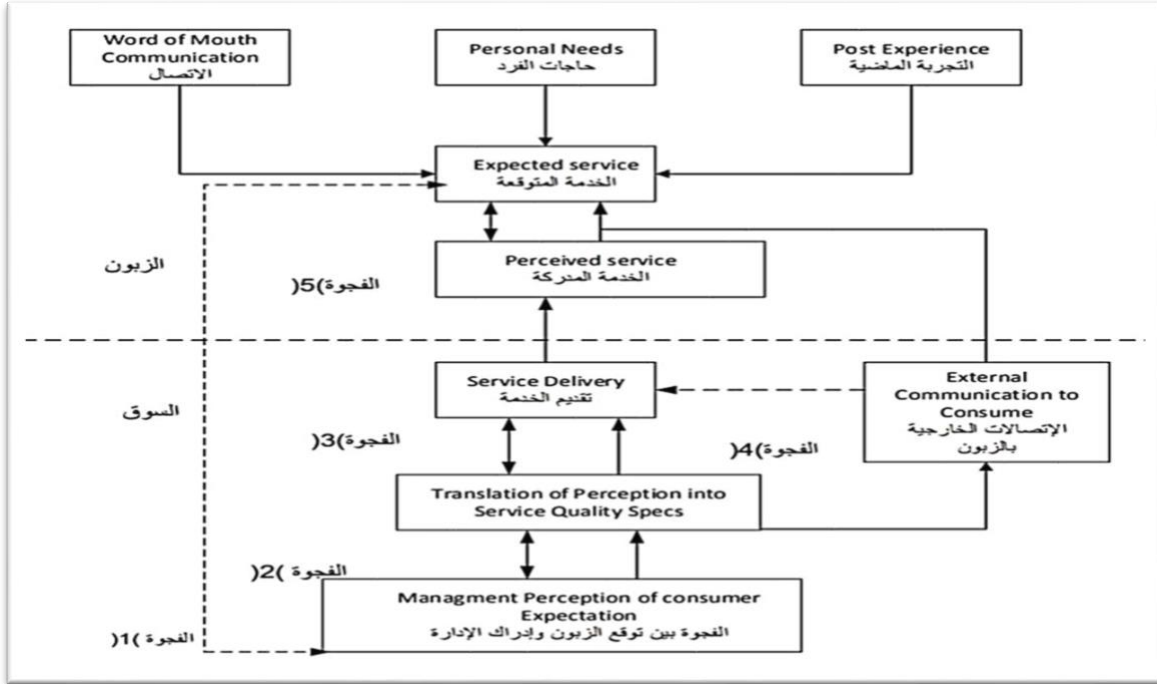 Word of Mouth
Communication
الاتصال
Personal Needs
حاجات الفرد
Post Experience
التجربة الماضية
Expected service
الخدمة المتوقعة
Perceived service
الخدمة المدركة
الزبون
الفجوة)5(
Service Delivery
تقديم الخدمة
External
Communication to
Consume
الإتصالات الخارجية
بالزبون
السوق
الفجوة)3(
الفجوة)4(
Translation of Perception into
Service Quality Specs
الفجوة )2(
Managment Perception of consumer
Expectation
الفجوة بين توقع الزبون وإدراك الإدارة
الفجوة )1(